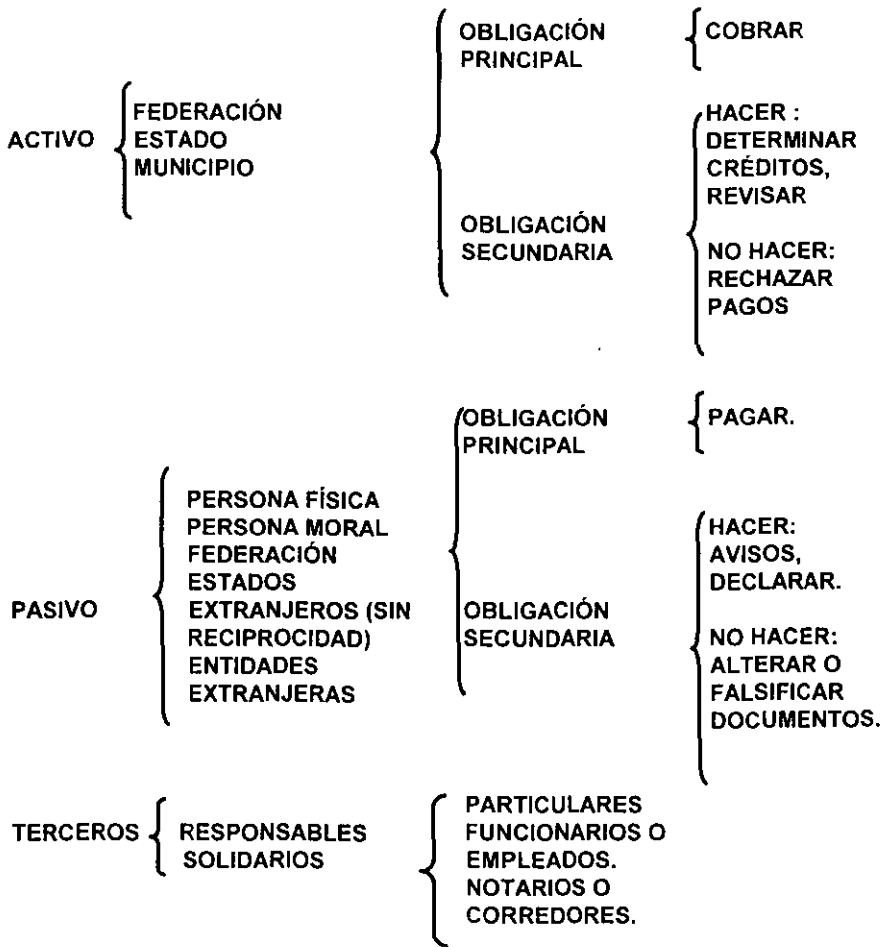 ACTIVO
FEDERACIÓN
ESTADO
MUNICIPIO
OBLIGACIÓN
PRINCIPAL
COBRAR
OBLIGACIÓN
SECUNDARIA
HACER :
DETERMINAR
CRÉDITOS,
REVISAR
NO HACER:
RECHAZAR
PAGOS
PASIVO
PERSONA FÍSICA
PERSONA MORAL
FEDERACIÓN
ESTADOS
EXTRANJEROS (SIN
RECIPROCIDAD)
ENTIDADES
EXTRANJERAS
OBLIGACIÓN
PRINCIPAL
PAGAR.
OBLIGACIÓN
SECUNDARIA
HACER:
AVISOS,
DECLARAR.
NO HACER:
ALTERAR O
FALSIFICAR
DOCUMENTOS.
TERCEROS
RESPONSABLES
SOLIDARIOS
PARTICULARES
FUNCIONARIOS O
EMPLEADOS.
NOTARIOS O
CORREDORES.